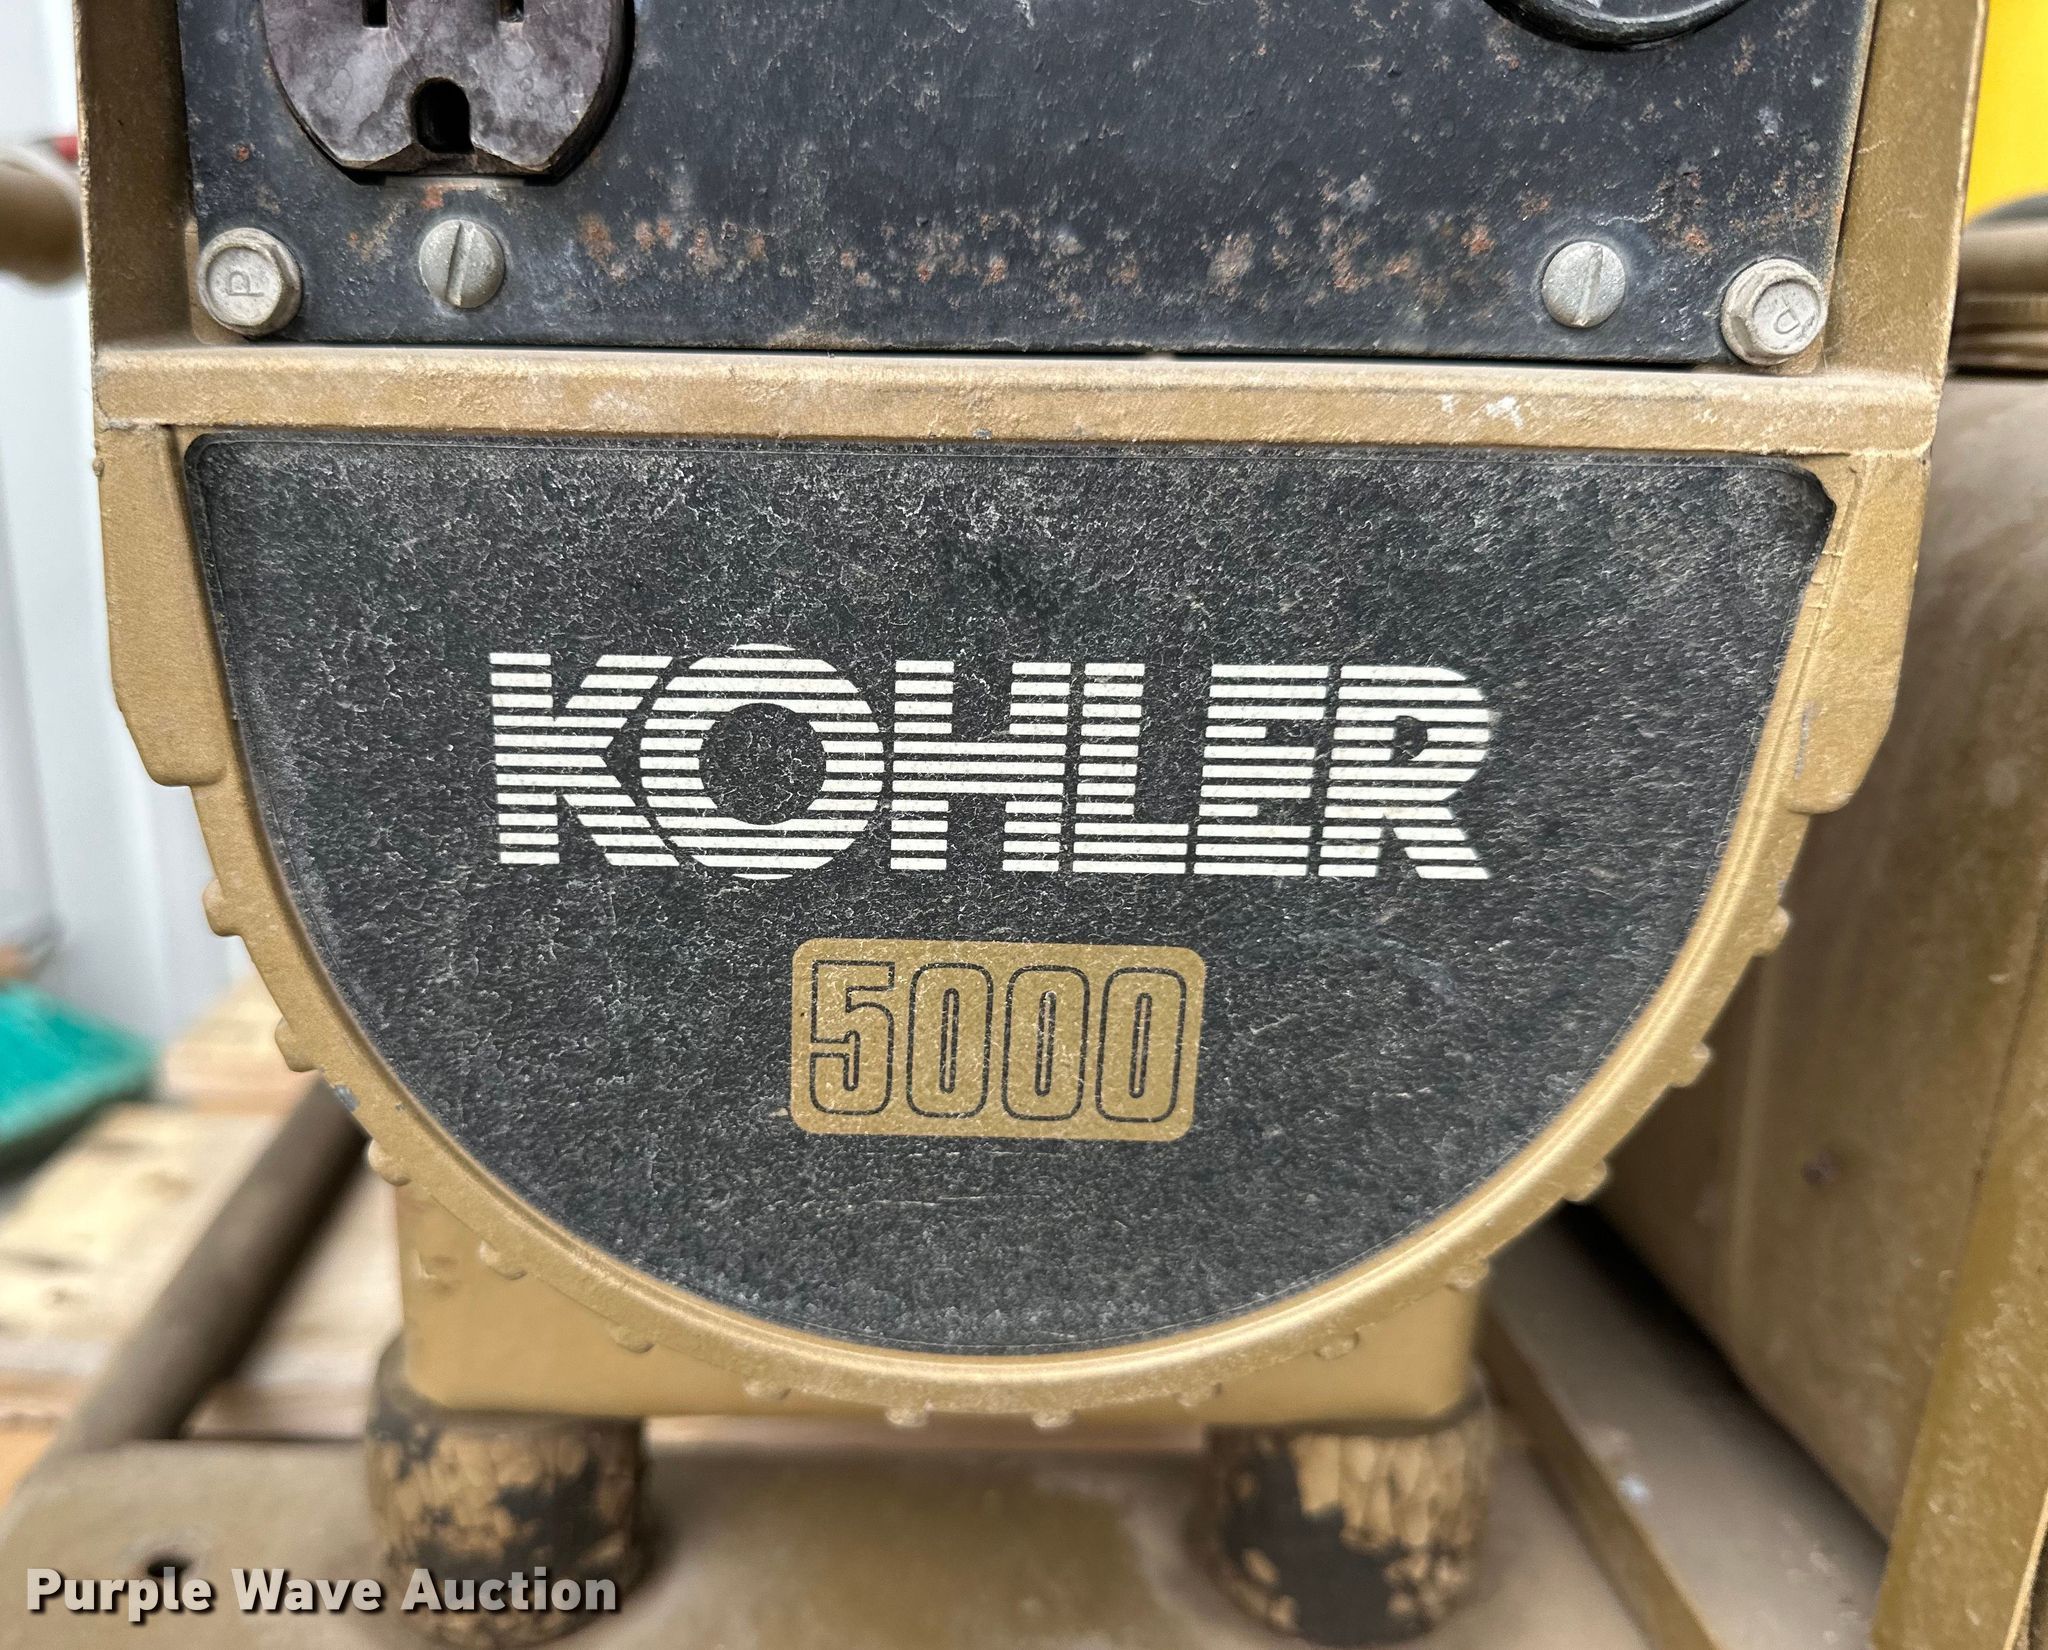 P
P
KOHLER
5000
Purple Wave Auction